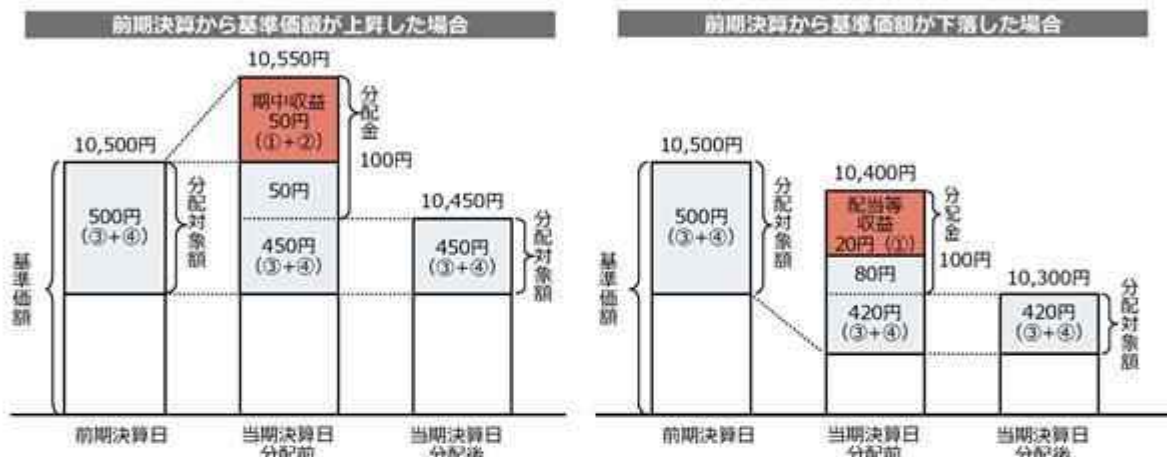 前期決算から基準価額が上昇した場合
10,550円
期中収益
50円
(①+②)
分配金
100円
10,500円
500円
(③+④)
分配対象額
50円
450円
(③+④)
10,450円
450円
(③+④)
分配対象額
基準価額
前期決算日
当期決算日
分配前
当期決算日
分配後
前期決算から基準価額が下落した場合
10,500円
500円
(③+④)
分配対象額
10,400円
配当等
収益
20円 (①)
分配金
100円
80円
420円
(③+④)
10,300円
420円
(③+④)
分配対象額
基準価額
前期決算日
当期決算日
分配前
当期決算日
分配後